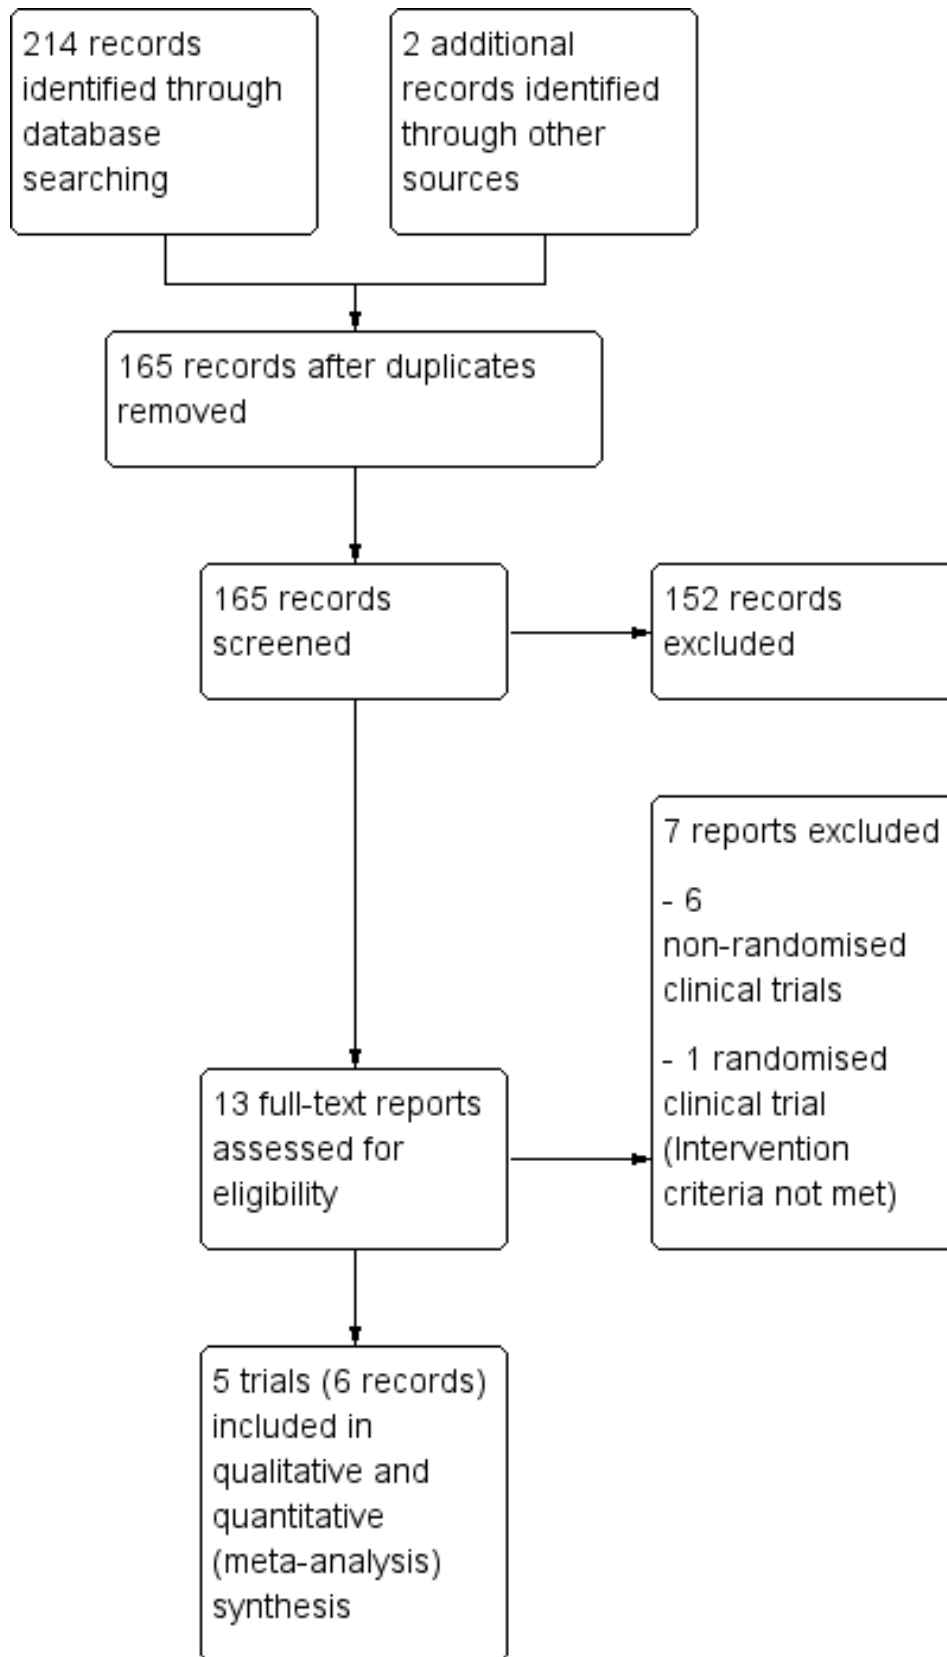 214 records
identified through
database
searching
2 additional
records identified
through other
sources
165 records after duplicates
removed
165 records
screened
152 records
excluded
7 reports excluded
- 6
non-randomised
clinical trials
- 1 randomised
clinical trial
(Intervention
criteria not met)
13 full-text reports
assessed for
eligibility
5 trials (6 records)
included in
qualitative and
quantitative
(meta-analysis)
synthesis